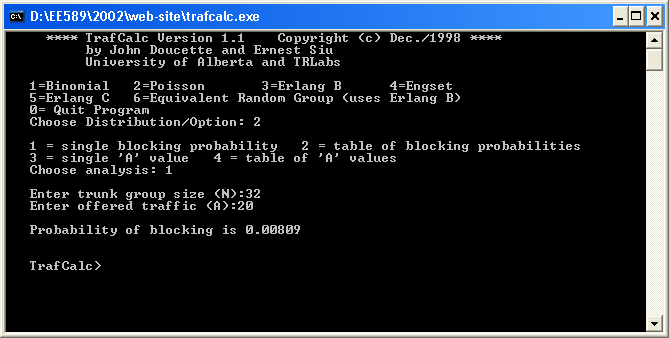 D:\EE589\2002\web-site\trafcalc.exe
**** TrafCalc Version 1.1 Copyright (c) Dec./1998 ****
by John Doucette and Ernest Siu
University of Alberta and TRLabs
1=Binomial 2=Poisson 3=Erlang B 4=Engset
5=Erlang C 6=Equivalent Random Group (uses Erlang B)
0= Quit Program
Choose Distribution/Option: 2
1 = single blocking probability 2 = table of blocking probabilities
3 = single 'A' value 4 = table of 'A' values
Choose analysis: 1
Enter trunk group size (N):32
Enter offered traffic (A):20
Probability of blocking is 0.00809
TrafCalc>